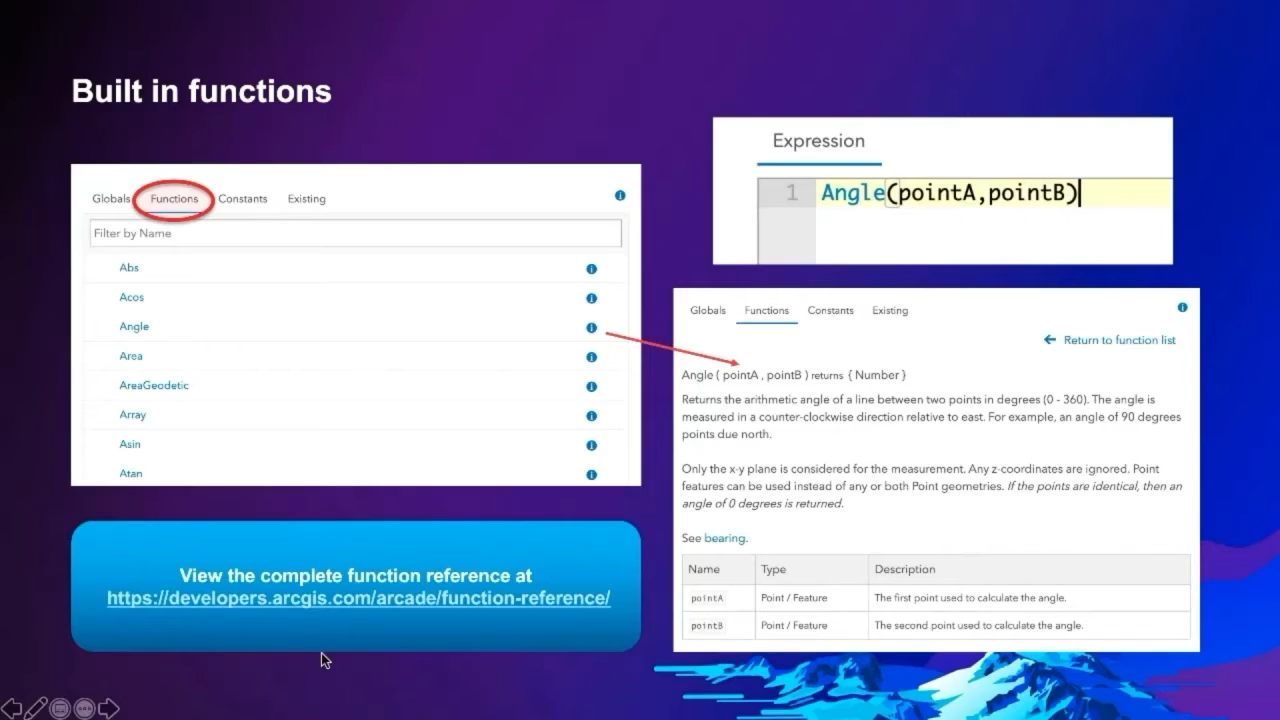 Built in functions
Globals Functions Constants Existing
Filter by Name
Abs
Acos
Angle
Area
AreaGeodetic
Array
Asin
Atan
View the complete function reference at
https://developers.arcgis.com/arcade/function-reference/
Expression
1 Angle(pointA,pointB)
Globals Functions Constants Existing
Return to function list
Angle ( pointA , pointB ) returns { Number }
Returns the arithmetic angle of a line between two points in degrees (0 - 360). The angle is
measured in a counter-clockwise direction relative to east. For example, an angle of 90 degrees
points due north.
Only the x-y plane is considered for the measurement. Any z-coordinates are ignored. Point
features can be used instead of any or both Point geometries. If the points are identical, then an
angle of 0 degrees is returned.
See bearing.
Name Type Description
pointA Point / Feature The first point used to calculate the angle.
pointB Point / Feature The second point used to calculate the angle.